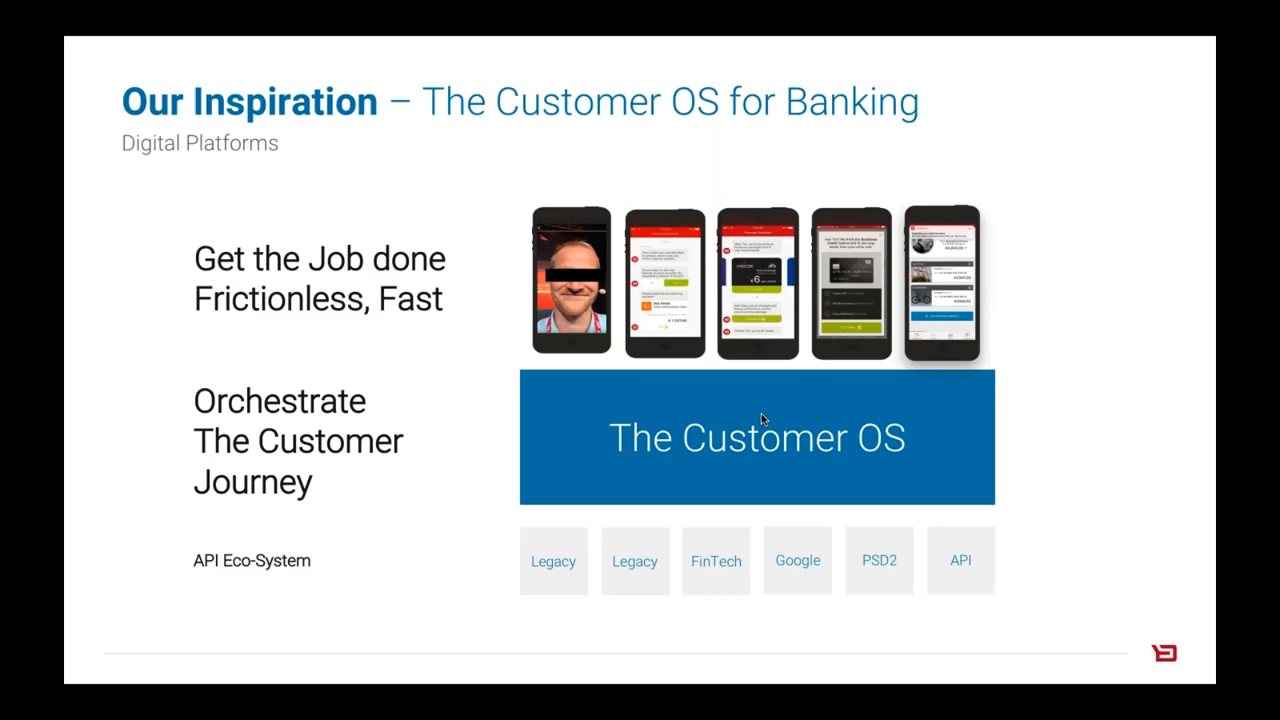 Our Inspiration – The Customer OS for Banking
Digital Platforms
Get the Job done
Frictionless, Fast
€6
Orchestrate
The Customer
Journey
The Customer OS
API Eco-System
Legacy
Legacy
FinTech
Google
PSD2
API